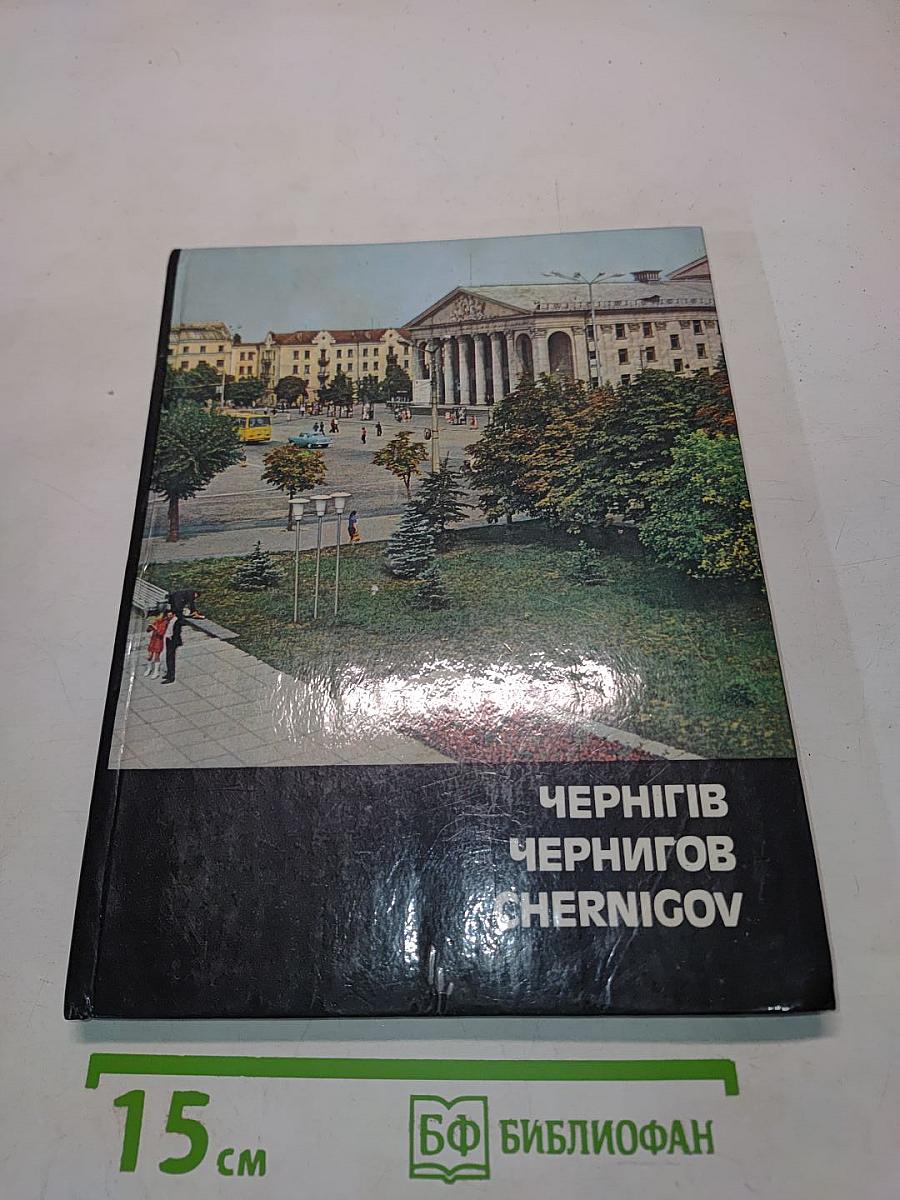 ЧЕРНІГІВ
ЧЕРНИГОВ
CHERNIGOV
15 см
БФ БИБЛИОФАН